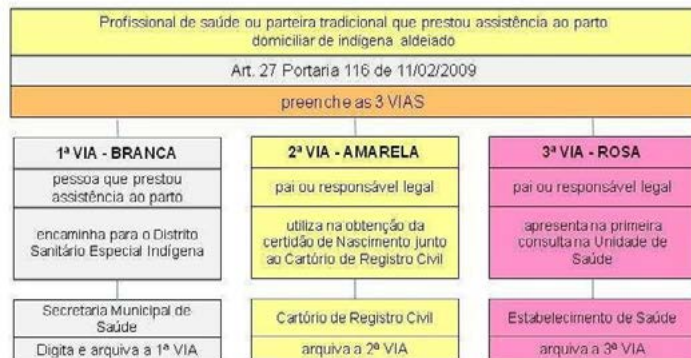 Profissional de saúde ou parteira tradicional que prestou assistência ao parto
domiciliar de indígena aldeiado
Art. 27 Portaria 116 de 11/02/2009
preenche as 3 VIAS
1ª VIA - BRANCA
pessoa que prestou
assistência ao parto
encaminha para o Distrito
Sanitário Especial Indígena
Secretaria Municipal de
Saúde
Digita e arquiva a 1ª VIA
2ª VIA - AMARELA
pai ou responsável legal
utiliza na obtenção da
certidão de Nascimento junto
ao Cartório de Registro Civil
Cartório de Registro Civil
arquiva a 2ª VIA
3ª VIA - ROSA
pai ou responsável legal
apresenta na primeira
consulta na Unidade de
Saúde
Estabelecimento de Saúde
arquiva a 3ª VIA